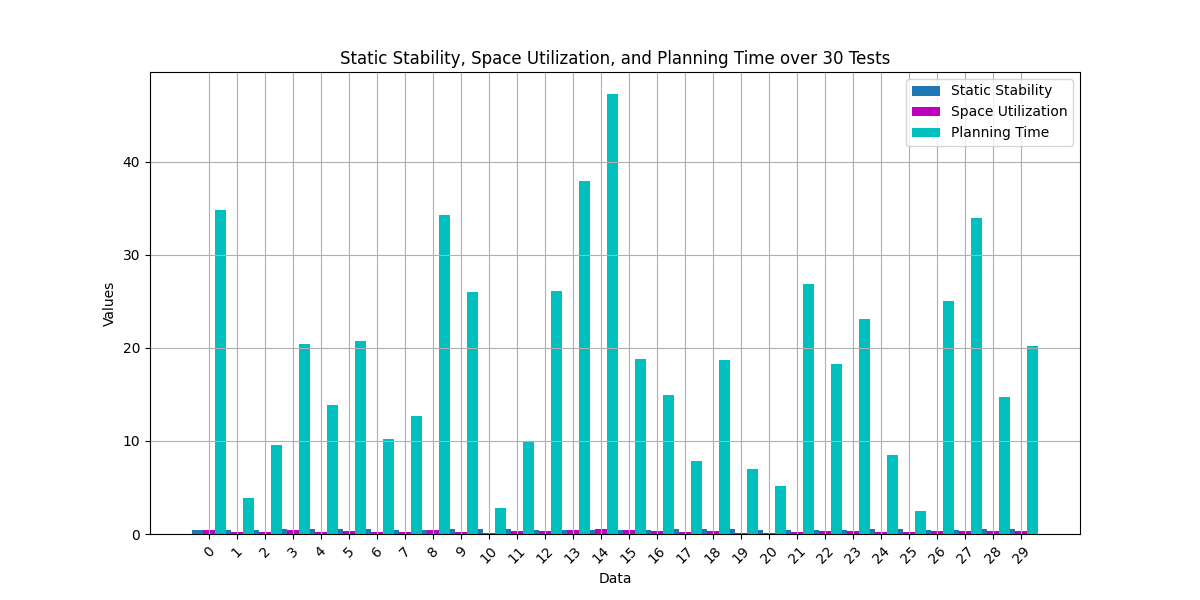 Static Stability, Space Utilization, and Planning Time over 30 Tests
Static Stability
Space Utilization
Planning Time
Values
40
30
20
10
0
0 1 2 3 4 5 6 7 8 9 10 11 12 13 14 15 16 17 18 19 20 21 22 23 24 25 26 27 28 29
Data